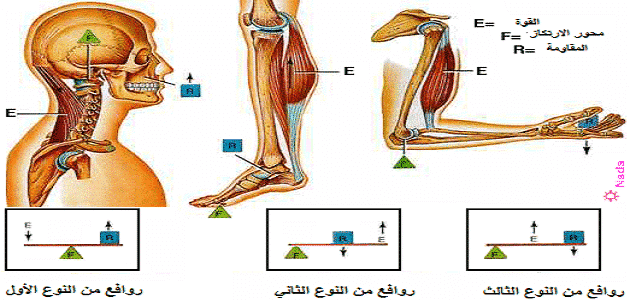 E= القوة
F= محور الارتكاز
R= المقاومة
F
R
E
E
R
F
E
R
F
E
R
F
F
R
E
F
E
R
روافع من النوع الأول
روافع من النوع الثاني
روافع من النوع الثالث
Nada